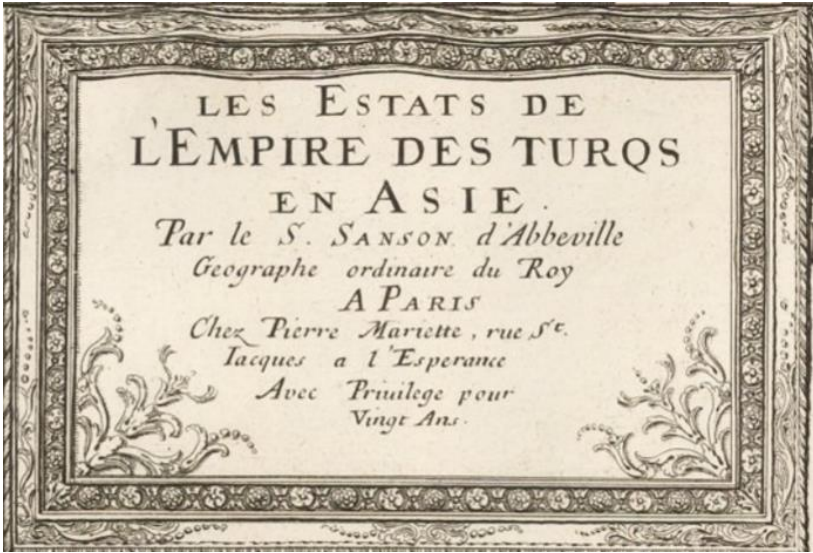 LES ESTATS DE
L'EMPIRE DES TURQS
EN ASIE.
Par le S. SANSON d'Abbeville
Geographe ordinaire du Roy
A PARIS
Chez Pierre Mariette, rue St.
Iacques a l'Esperance
Avec Priuilege pour
Vingt Ans.